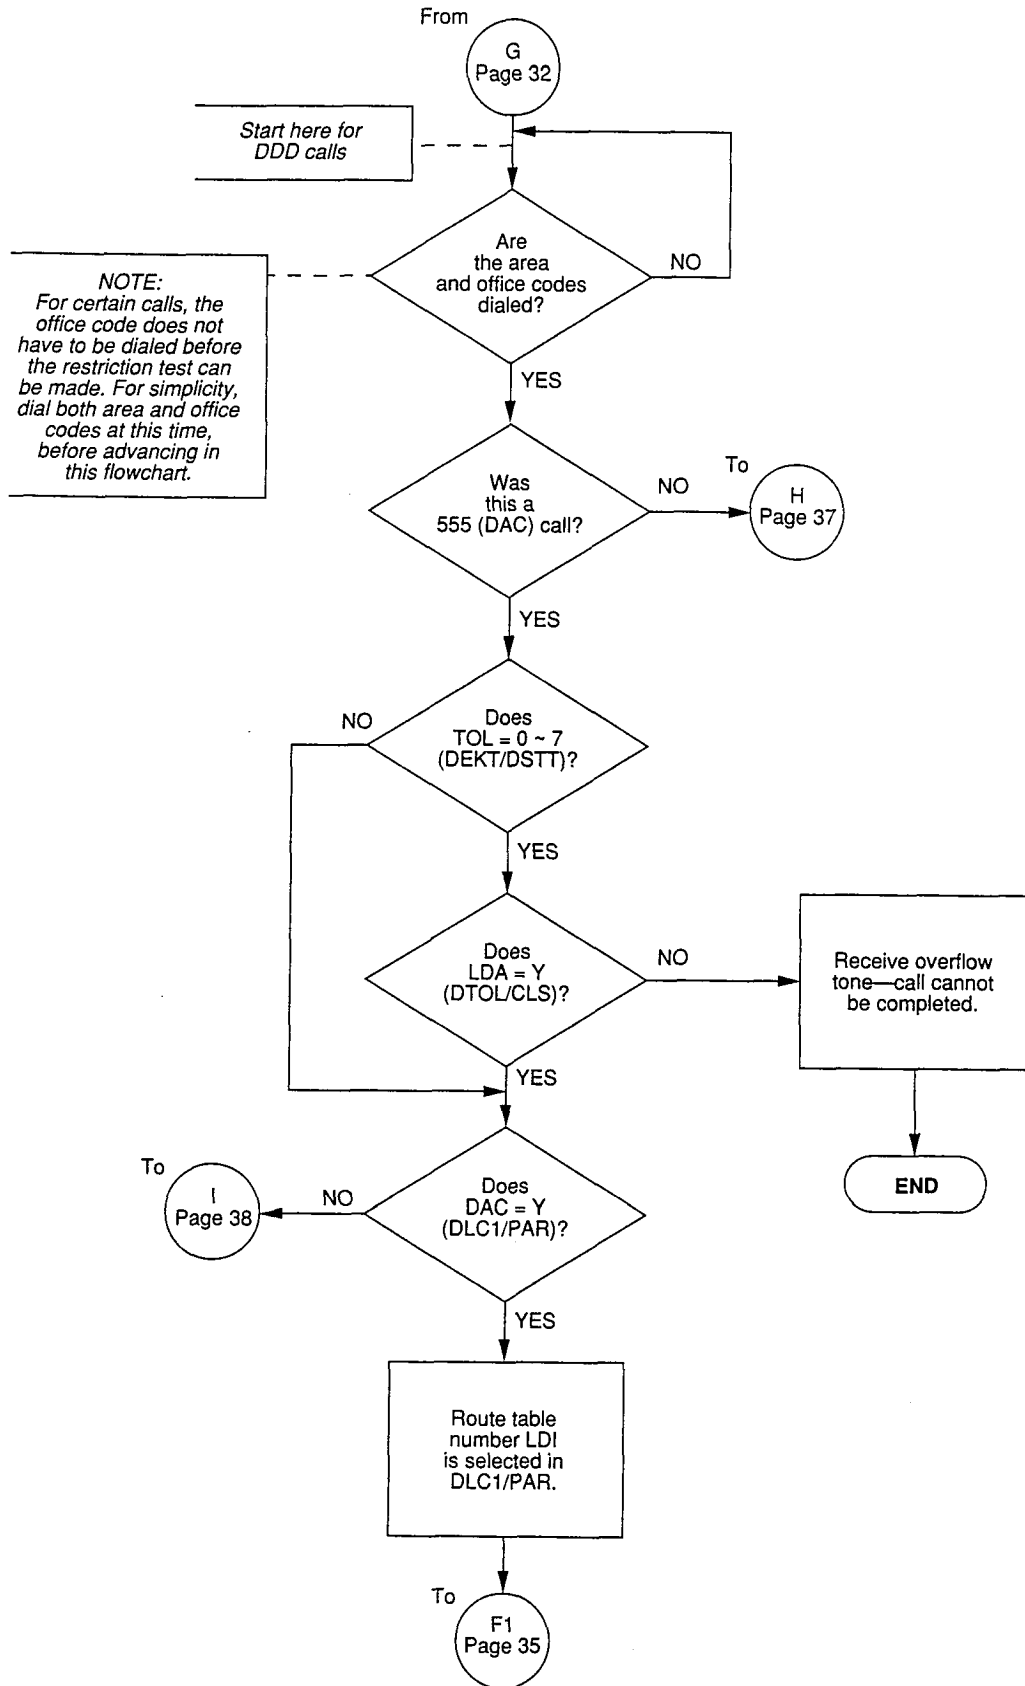 From
G
Page 32
Start here for
DDD calls
Are
the area
and office codes
dialed?
NO
NOTE:
For certain calls, the
office code does not
have to be dialed before
the restriction test can
be made. For simplicity,
dial both area and office
codes at this time,
before advancing in
this flowchart.
YES
Was
this a
555 (DAC) call?
NO
To
H
Page 37
YES
Does
TOL = 0 ~ 7
(DEKT/DSTT)?
NO
YES
Does
LDA = Y
(DTOL/CLS)?
NO
Receive overflow
tone—call cannot
be completed.
YES
END
Does
DAC = Y
(DLC1/PAR)?
NO
To
I
Page 38
YES
Route table
number LDI
is selected in
DLC1/PAR.
To
F1
Page 35